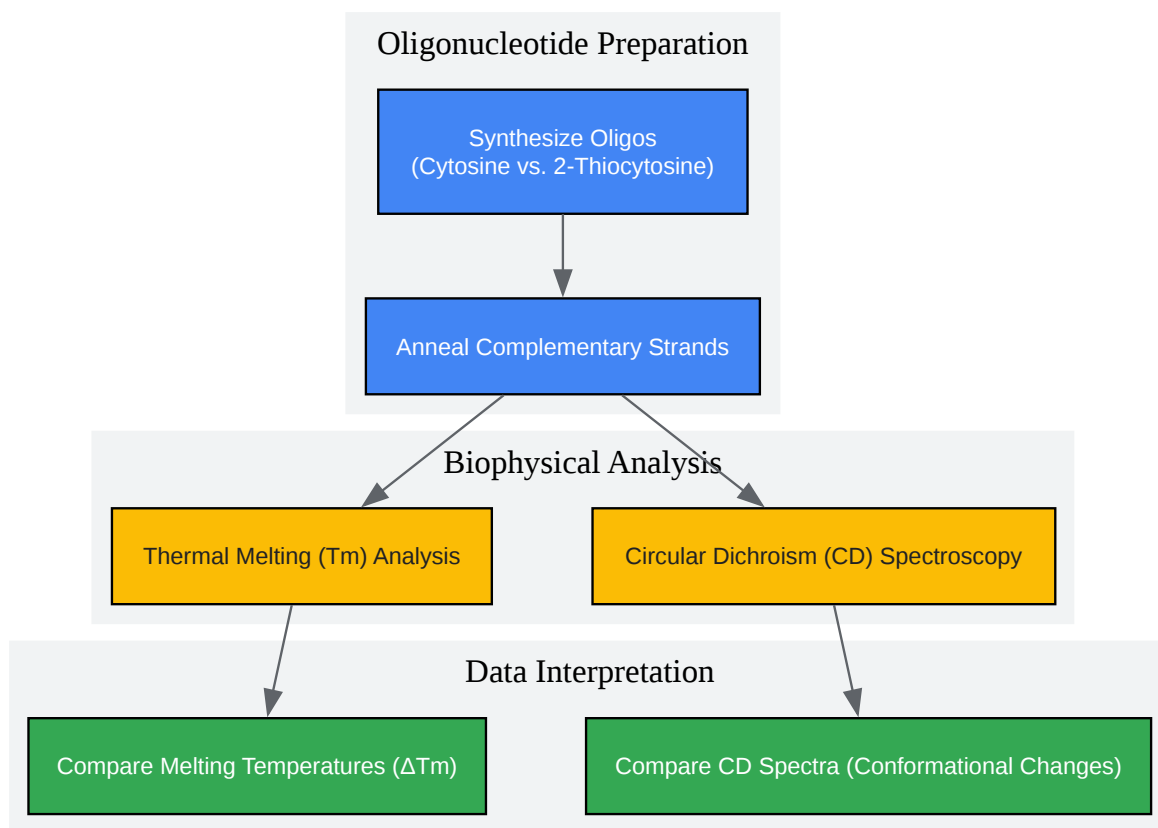 Oligonucleotide Preparation
Synthesize Oligos
(Cytosine vs. 2-Thiocytosine)
Anneal Complementary Strands
Biophysical Analysis
Thermal Melting (Tm) Analysis
Circular Dichroism (CD) Spectroscopy
Data Interpretation
Compare Melting Temperatures (ΔTm)
Compare CD Spectra (Conformational Changes)